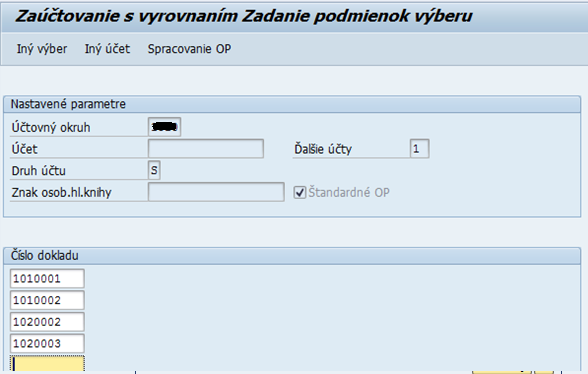 Zaúčtovanie s vyrovnaním Zadanie podmienok výberu
Iný výber Iný účet Spracovanie OP
Nastavené parametre
Účtovný okruh
Účet Ďalšie účty 1
Druh účtu S
Znak osob.hl.knihy Štandardné OP
Číslo dokladu
1010001
1010002
1020002
1020003